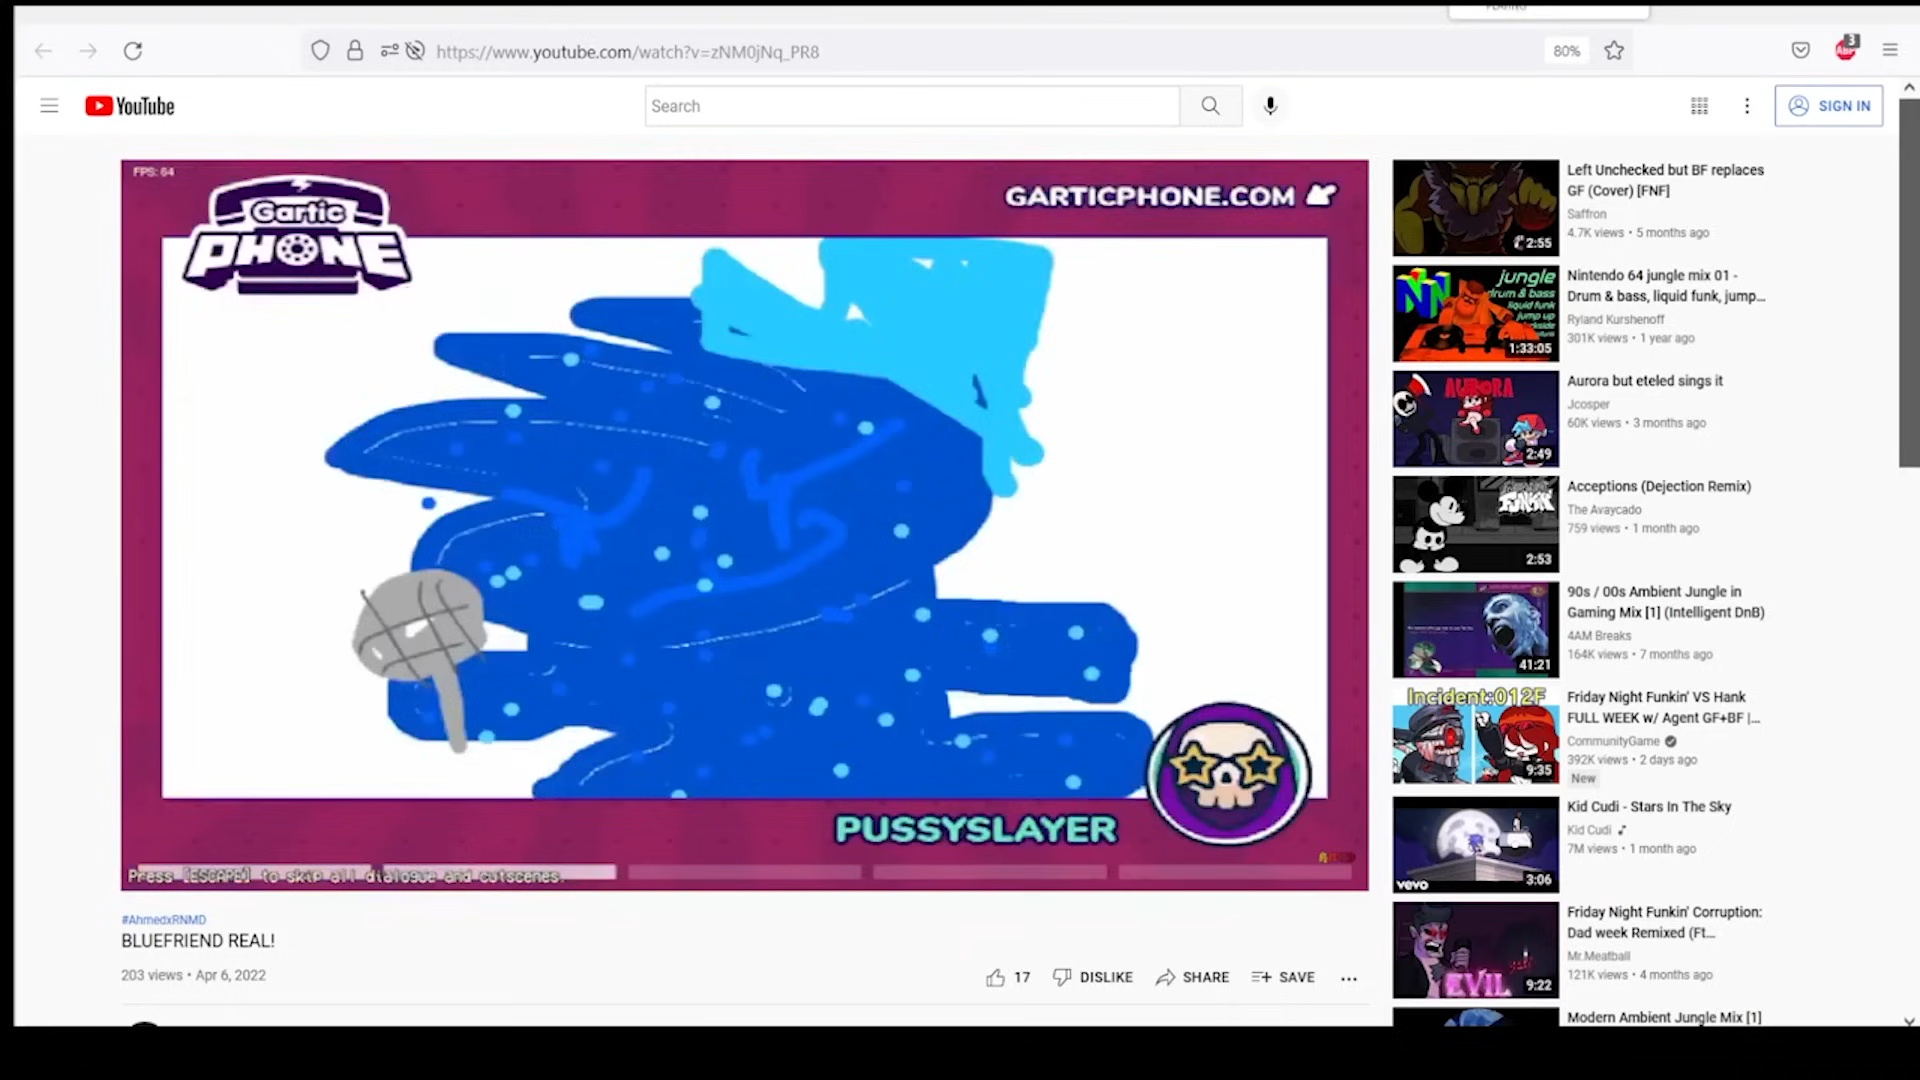 https://www.youtube.com/watch?v=zNM0jNq_PR8
80%
3
ABP
YouTube
Search
SIGN IN
FPS: 64
Gartic
PHONE
GARTICPHONE.COM
PUSSYSLAYER
Press [ESCAPE] to skip all dialogue and cutscenes.
#AhmedxRNMD
BLUEFRIEND REAL!
203 views • Apr 6, 2022
17
DISLIKE
SHARE
SAVE
2:55
Left Unchecked but BF replaces
GF (Cover) [FNF]
Saffron
4.7K views • 5 months ago
jungle
drum & bass
liquid funk
jump up
1:33:05
Nintendo 64 jungle mix 01 -
Drum & bass, liquid funk, jump...
Ryland Kurshenoff
301K views • 1 year ago
AURORA
2:49
Aurora but eteled sings it
Jcosper
60K views • 3 months ago
FUNKIN
2:53
Acceptions (Dejection Remix)
The Avaycado
759 views • 1 month ago
41:21
90s / 00s Ambient Jungle in
Gaming Mix [1] (Intelligent DnB)
4AM Breaks
164K views • 7 months ago
Incident:012F
9:35
Friday Night Funkin' VS Hank
FULL WEEK w/ Agent GF+BF |...
CommunityGame
392K views • 2 days ago
New
vevo
3:06
Kid Cudi - Stars In The Sky
Kid Cudi
7M views • 1 month ago
EVIL
9:22
Friday Night Funkin' Corruption:
Dad week Remixed (Ft...
Mr.Meatball
121K views • 4 months ago
Modern Ambient Jungle Mix [1]